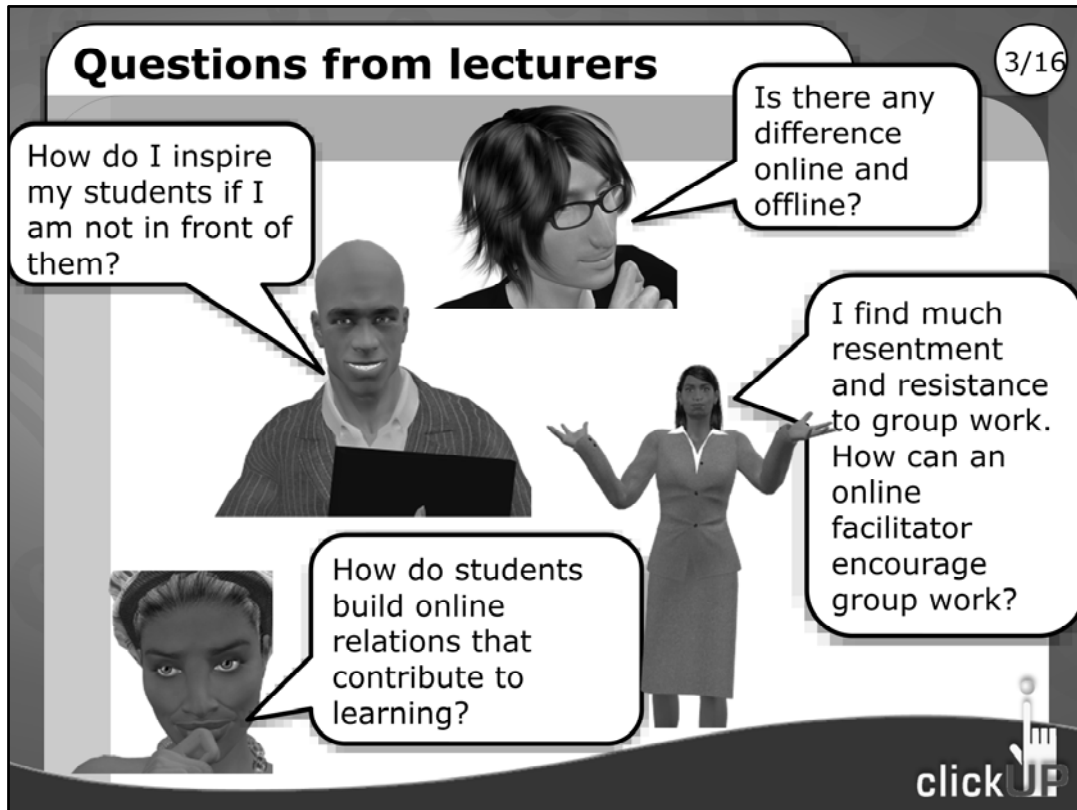 Questions from lecturers
3/16
How do I inspire
my students if I
am not in front of
them?
Is there any
difference
online and
offline?
I find much
resentment
and resistance
to group work.
How can an
online
facilitator
encourage
group work?
How do students
build online
relations that
contribute to
learning?
clickUP